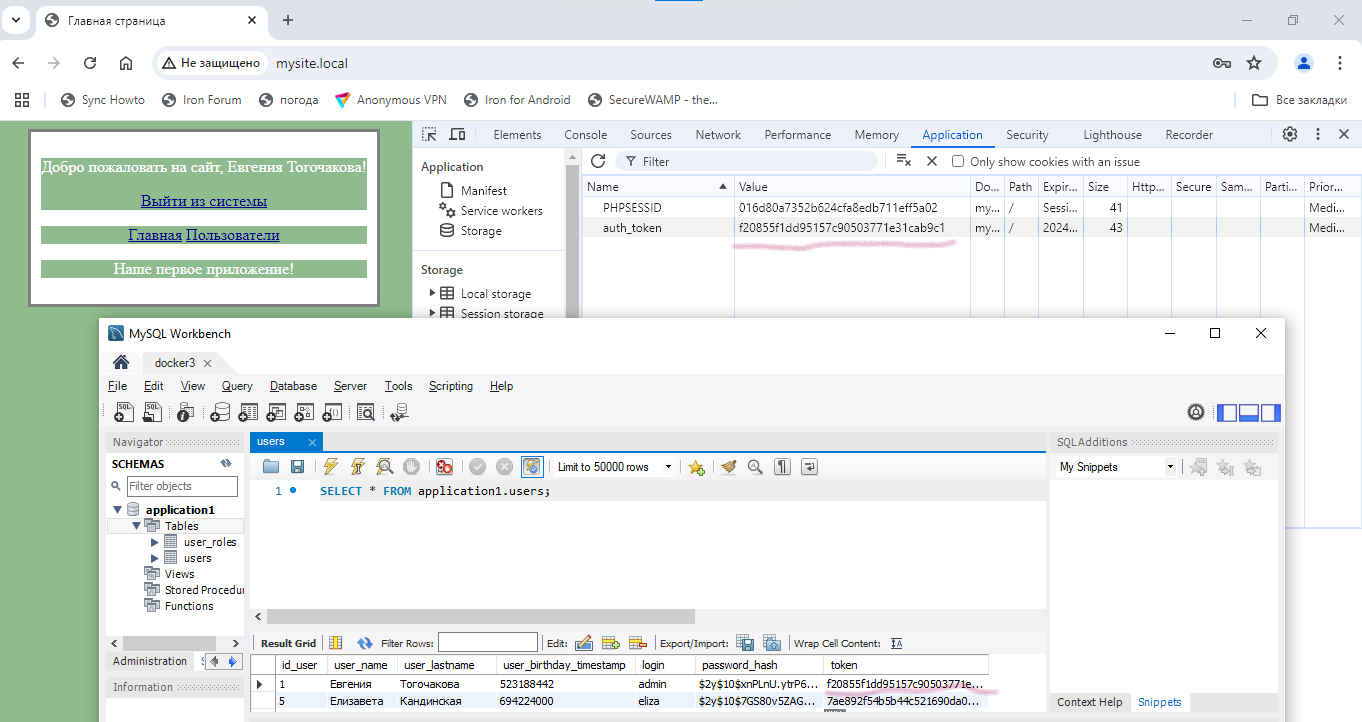 Главная страница
Не защищено mysite.local
Sync Howto Iron Forum погода Anonymous VPN Iron for Android SecureWAMP - the... Все закладки
Добро пожаловать на сайт, Евгения Тогочакова!
Выйти из системы
Главная Пользователи
Наше первое приложение!
Elements Console Sources Network Performance Memory Application Security Lighthouse Recorder
Application
Manifest
Service workers
Storage
Storage
Local storage
Session storage
Filter Only show cookies with an issue
Name Value Do... Path Expir... Size Http... Secure Sam... Parti... Prior...
PHPSESSID 016d80a7352b624cfa8edb711eff5a02 my... / Sessi... 41 Medi...
auth_token f20855f1dd95157c90503771e31cab9c1 my... / 2024... 43 Medi...
MySQL Workbench
docker3
File Edit View Query Database Server Tools Scripting Help
Navigator
SCHEMAS
Filter objects
application1
Tables
user_roles
users
Views
Stored Procedu
Functions
Administration S
Information
users
Limit to 50000 rows
1 SELECT * FROM application1.users;
Result Grid Filter Rows: Edit: Export/Import: Wrap Cell Content:
id_user user_name user_lastname user_birthday_timestamp login password_hash token
1 Евгения Тогочакова 523188442 admin $2y$10$xnPLnU.ytrP6... f20855f1dd95157c90503771e...
5 Елизавета Кандинская 694224000 eliza $2y$10$7GS80v5ZAG... 7ae892f54b5b44c521690da0...
SQLAdditions
My Snippets
Context Help Snippets